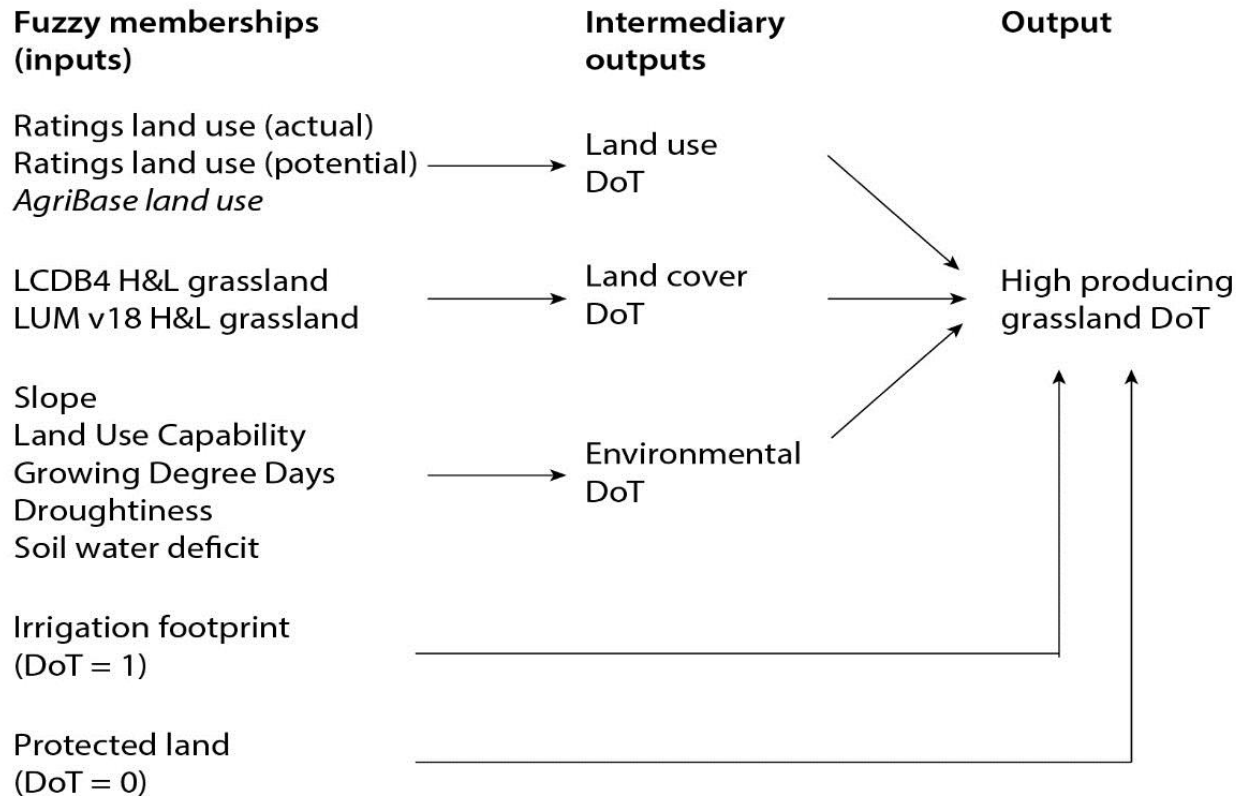 Fuzzy memberships
(inputs)
Intermediary
outputs
Output
Ratings land use (actual)
Ratings land use (potential)
AgriBase land use
Land use
DoT
LCDB4 H&L grassland
LUM v18 H&L grassland
Land cover
DoT
High producing
grassland DoT
Slope
Land Use Capability
Growing Degree Days
Droughtiness
Soil water deficit
Environmental
DoT
Irrigation footprint
(DoT = 1)
Protected land
(DoT = 0)